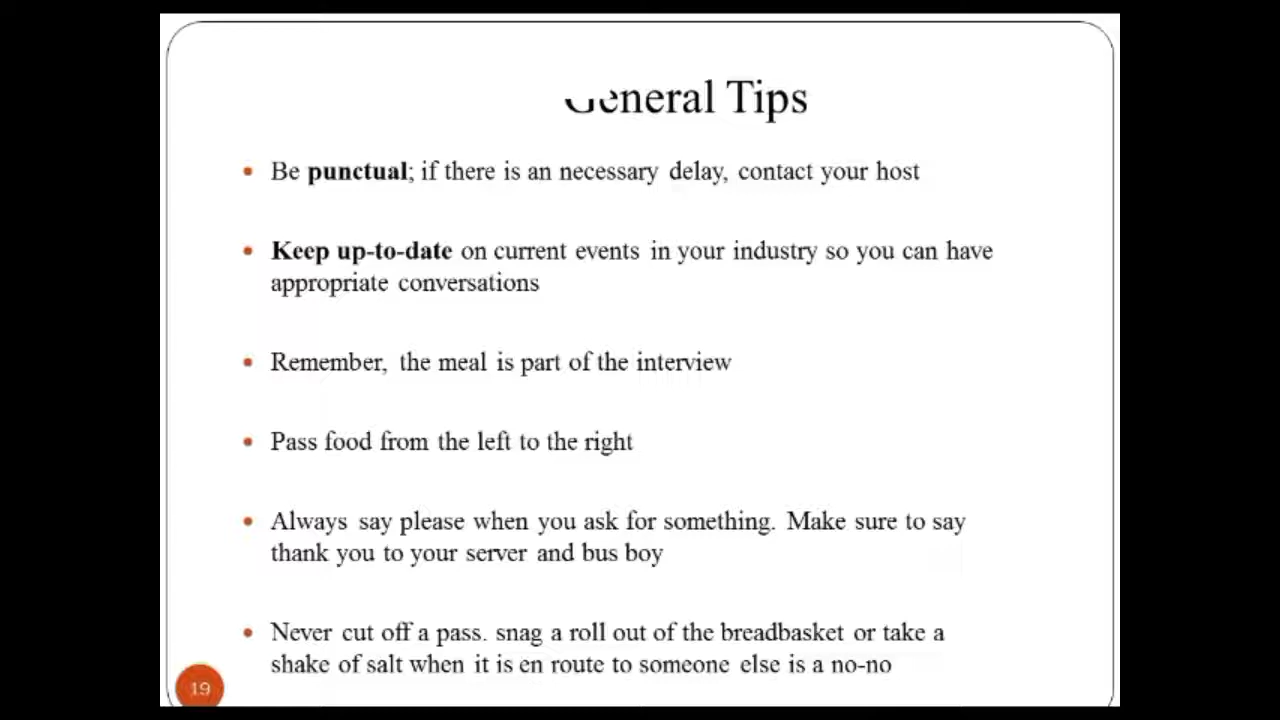 General Tips
• Be punctual; if there is an necessary delay, contact your host
• Keep up-to-date on current events in your industry so you can have
appropriate conversations
• Remember, the meal is part of the interview
• Pass food from the left to the right
• Always say please when you ask for something. Make sure to say
thank you to your server and bus boy
• Never cut off a pass. snag a roll out of the breadbasket or take a
shake of salt when it is en route to someone else is a no-no
19